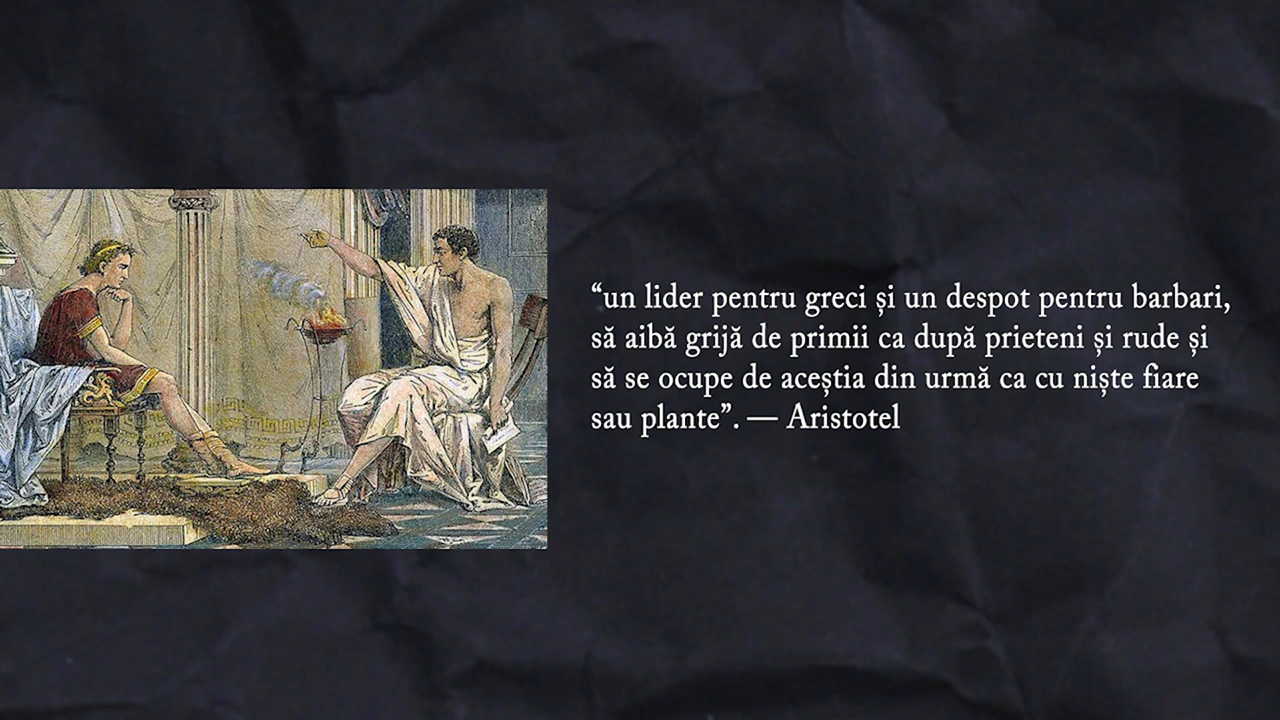 “un lider pentru greci și un despot pentru barbari,
să aibă grijă de primii ca după prieteni și rude și
să se ocupe de aceștia din urmă ca cu niște fiare
sau plante”. — Aristotel